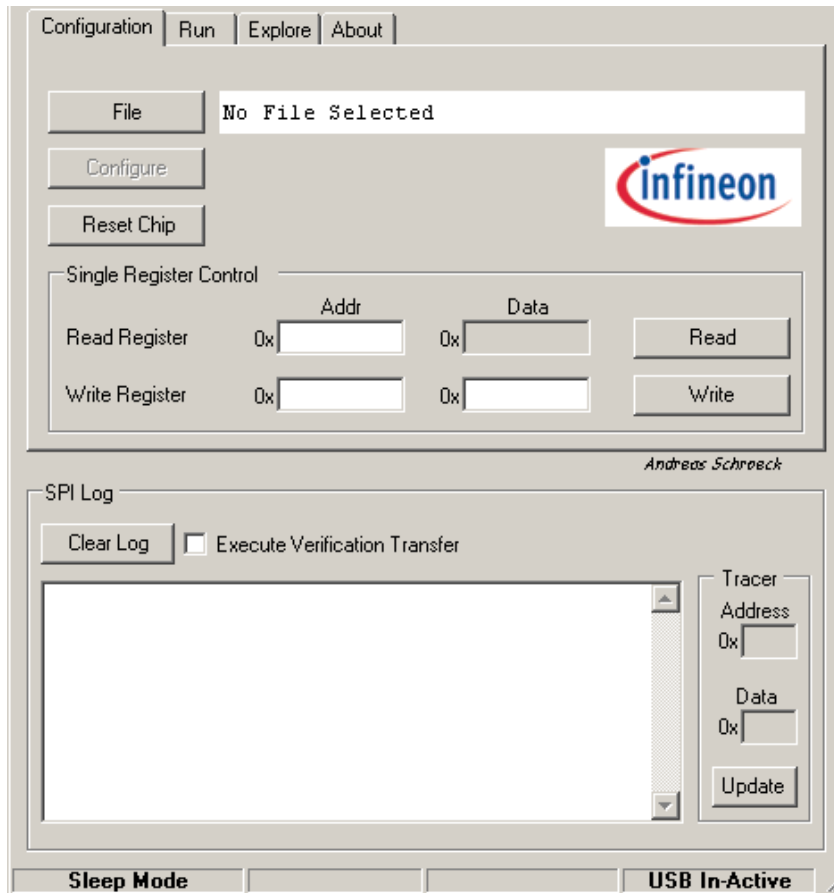 Configuration Run Explore About
File No File Selected
Configure
infineon
Reset Chip
Single Register Control
Addr Data
Read Register 0x 0x Read
Write Register 0x 0x Write
Andreas Schroeck
SPI Log
Clear Log Execute Verification Transfer
Tracer
Address
0x
Data
0x
Update
Sleep Mode USB In-Active